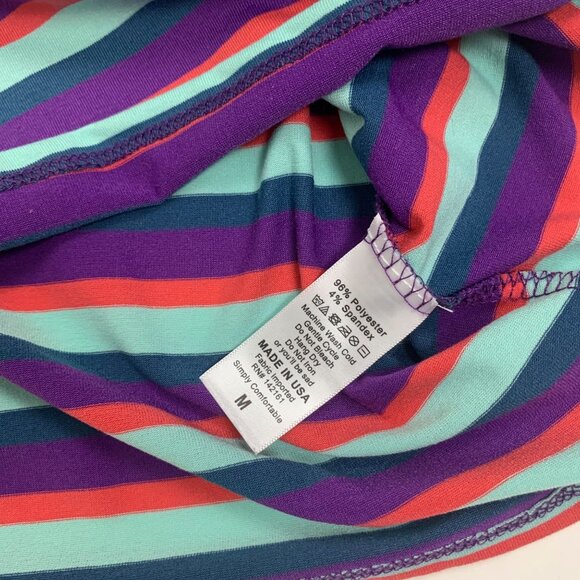 96% Polyester
4% Spandex
Machine Wash Cold
Gentle Cycle
Do Not Bleach
Hang Dry
Do Not Iron
or you'll be sad
MADE IN USA
Fabric Imported
RN# 142161
Simply Comfortable
M